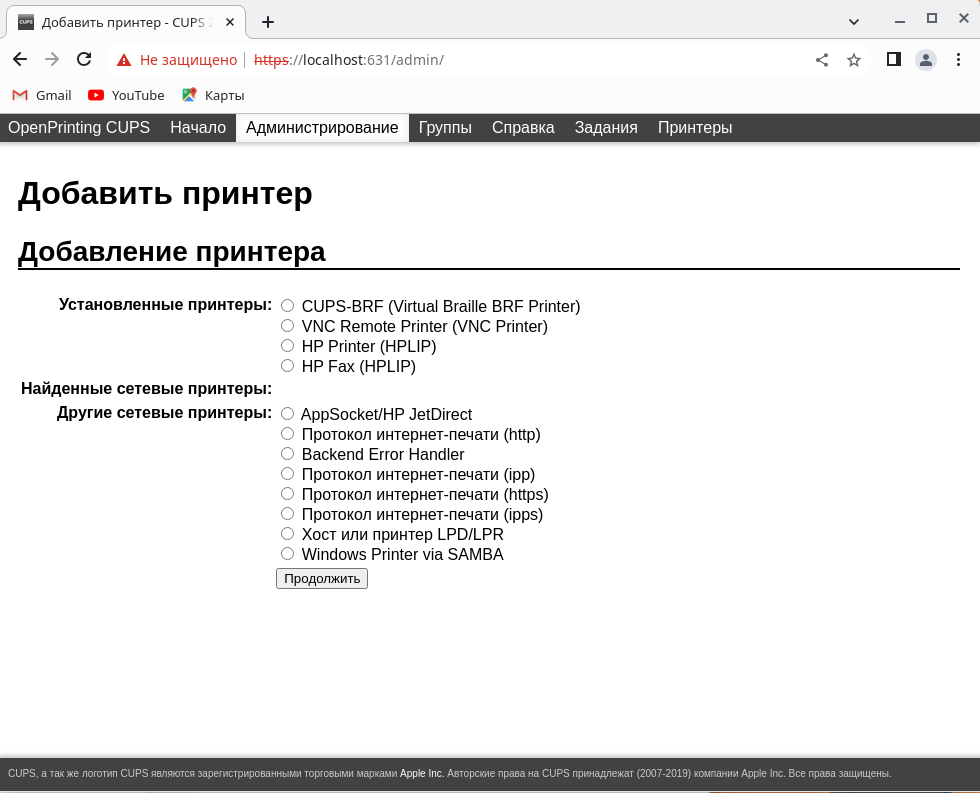 CUPS Добавить принтер - CUPS 2
Не защищено https://localhost:631/admin/
Gmail YouTube Карты
OpenPrinting CUPS Начало Администрирование Группы Справка Задания Принтеры
Добавить принтер
Добавление принтера
Установленные принтеры: CUPS-BRF (Virtual Braille BRF Printer)
VNC Remote Printer (VNC Printer)
HP Printer (HPLIP)
HP Fax (HPLIP)
Найденные сетевые принтеры:
Другие сетевые принтеры: AppSocket/HP JetDirect
Протокол интернет-печати (http)
Backend Error Handler
Протокол интернет-печати (ipp)
Протокол интернет-печати (https)
Протокол интернет-печати (ipps)
Хост или принтер LPD/LPR
Windows Printer via SAMBA
Продолжить
CUPS, а так же логотип CUPS являются зарегистрированными торговыми марками Apple Inc. Авторские права на CUPS принадлежат (2007-2019) компании Apple Inc. Все права защищены.